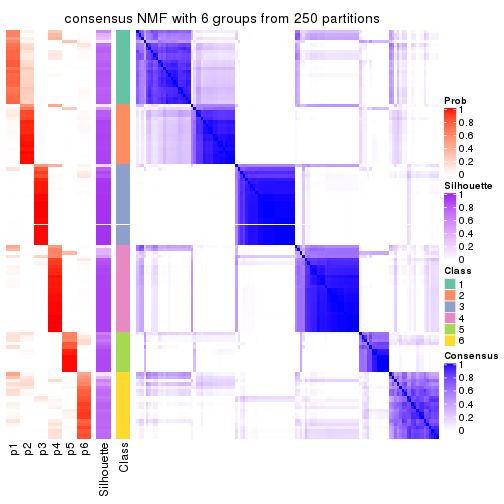 consensus NMF with 6 groups from 250 partitions
Prob
1
0.8
0.6
0.4
0.2
0
Silhouette
1
0.8
0.6
0.4
0.2
0
Class
1
2
3
4
5
6
Consensus
1
0.8
0.6
0.4
0.2
0
p1
p2
p3
p4
p5
p6
Silhouette
Class